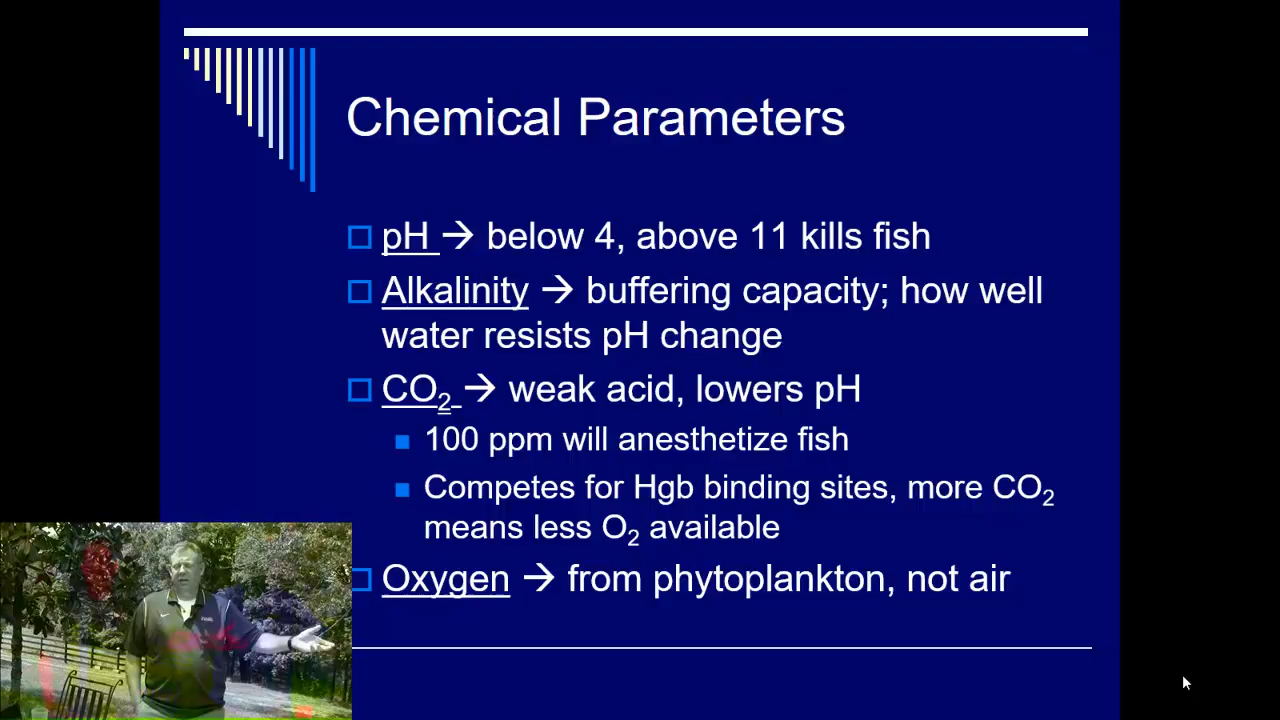 Chemical Parameters
pH → below 4, above 11 kills fish
Alkalinity → buffering capacity; how well
water resists pH change
CO₂ → weak acid, lowers pH
100 ppm will anesthetize fish
Competes for Hgb binding sites, more CO₂
means less O₂ available
Oxygen → from phytoplankton, not air